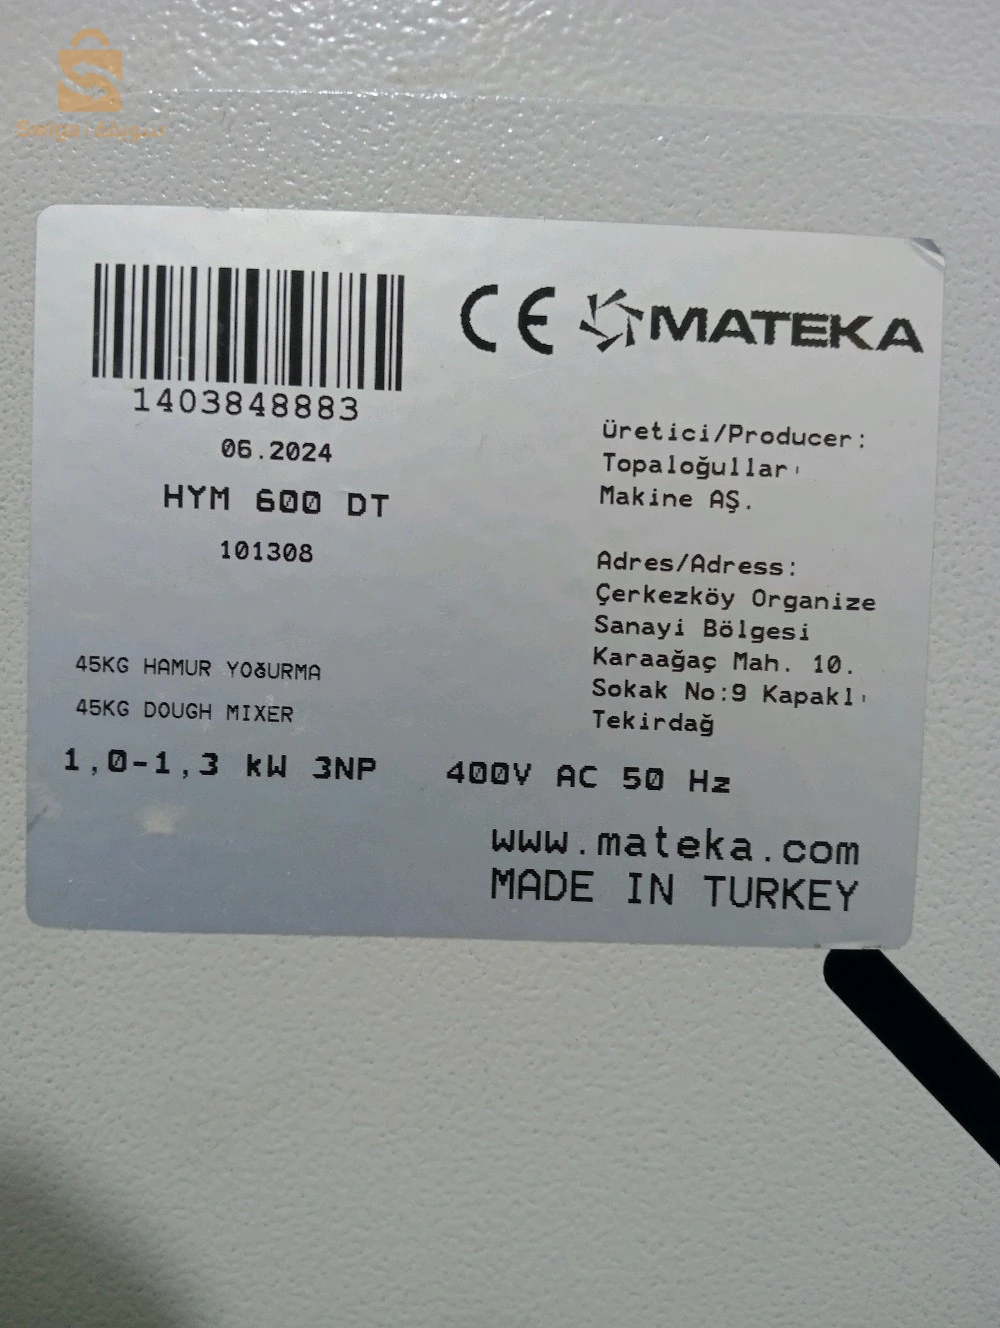 1403848883
06.2024
HYM 600 DT
101308
45KG HAMUR YOĞURMA
45KG DOUGH MIXER
1,0-1,3 kW 3NP
400V AC 50 Hz
CE MATEKA
Üretici/Producer:
Topaloğulları
Makine AŞ.
Adres/Address:
Çerkezköy Organize
Sanayi Bölgesi
Karaağaç Mah. 10.
Sokak No:9 Kapaklı
Tekirdağ
www.mateka.com
MADE IN TURKEY